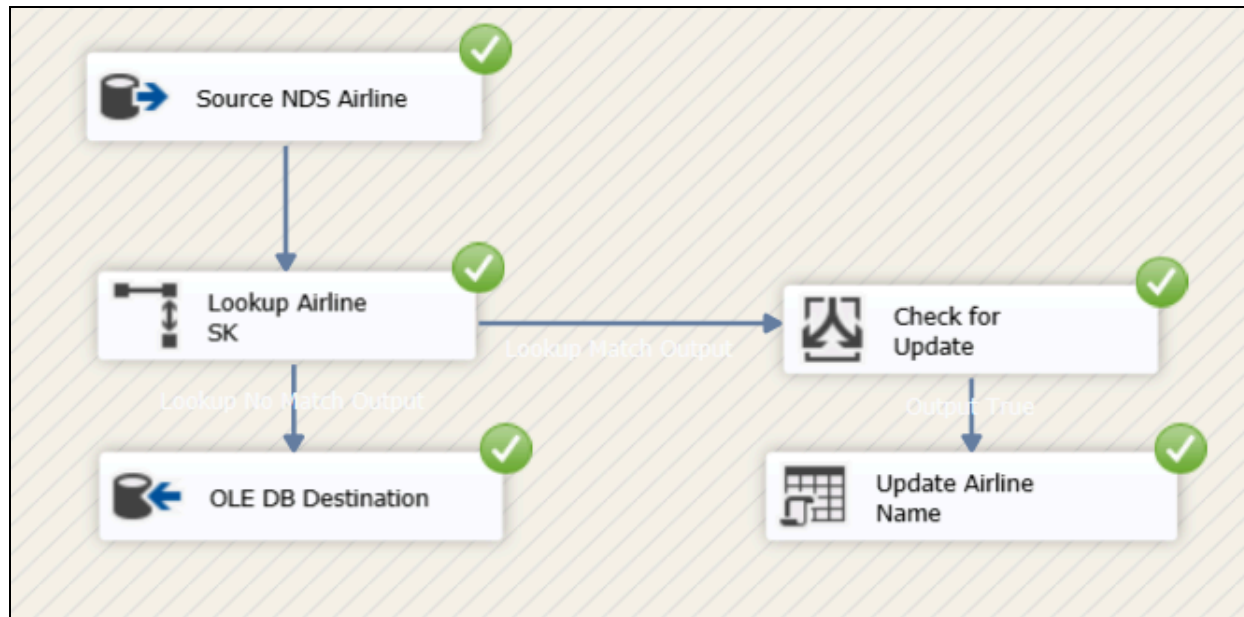 Source NDS Airline
Lookup Airline
SK
Lookup Match Output
Check for
Update
Lookup No Match Output
Output True
OLE DB Destination
Update Airline
Name